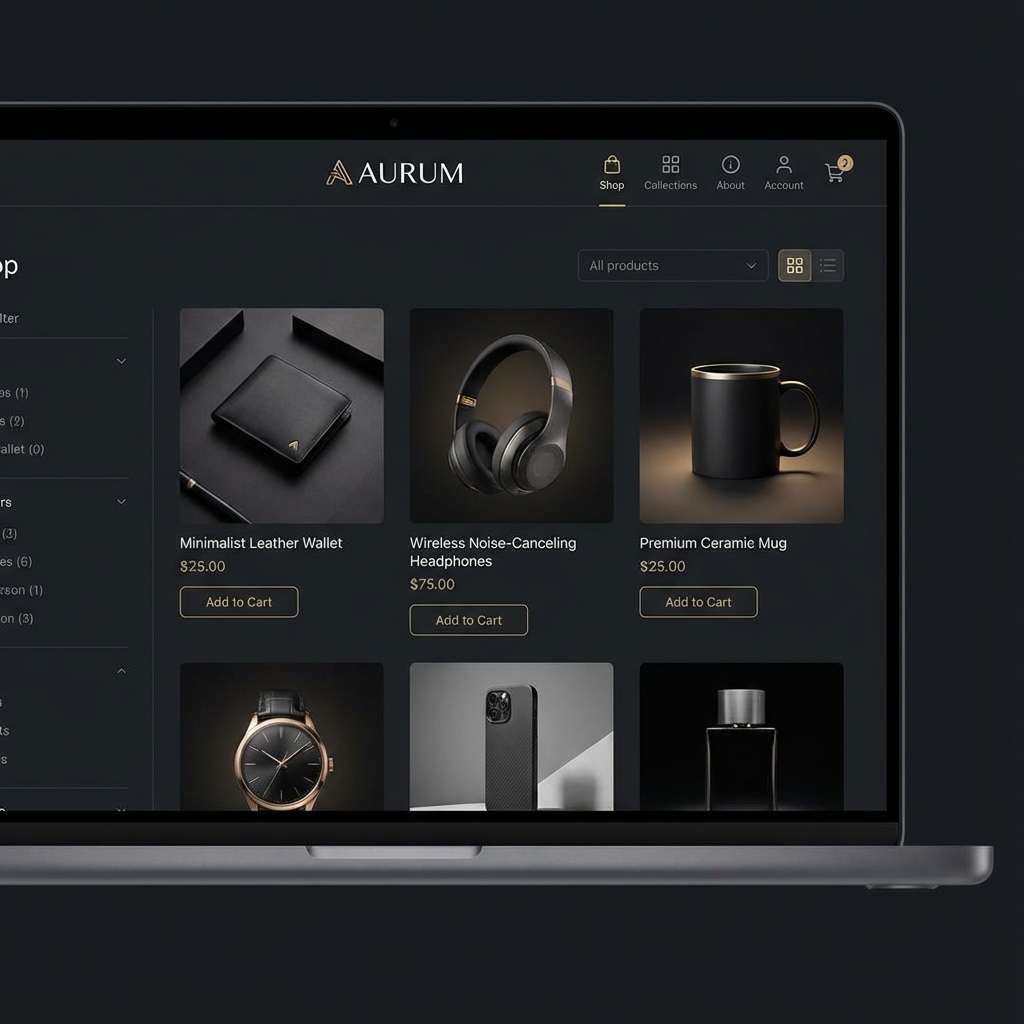 AURUM
Shop
Callections
About
Account
2
op
All products
lter
es (1)
s (2)
allet (0)
rs
(3)
es (6)
rson (1)
on (3)
s
ts
s
Minimalist Leather Wallet
$25.00
Add to Cart
Wireless Noise-Canceling
Headphones
$75.00
Add to Cart
Premium Ceramic Mug
$25.00
Add to Cart